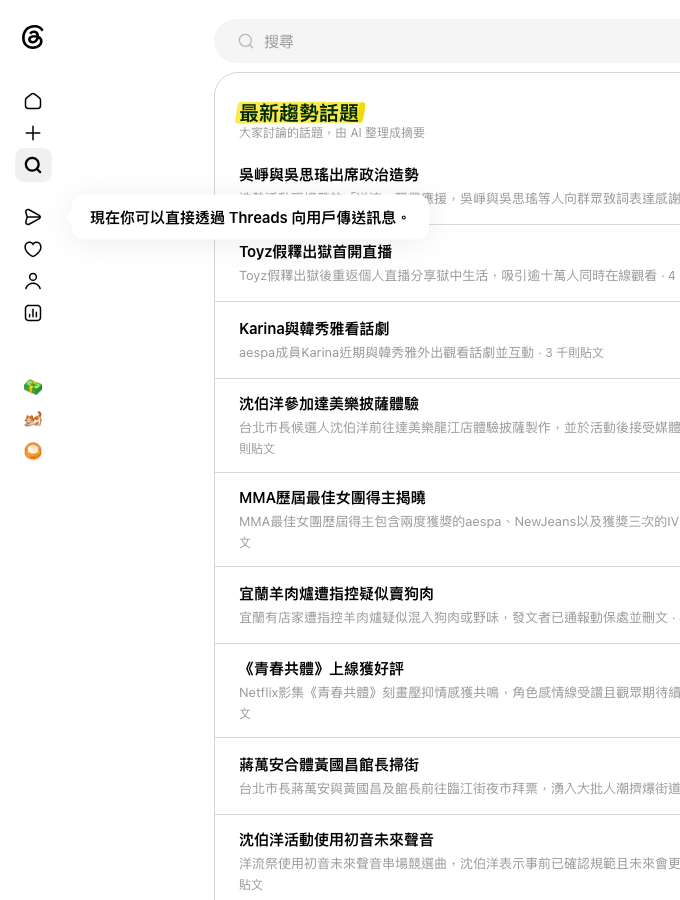 搜尋
最新趨勢話題
大家討論的話題，由 AI 整理成摘要
吳崢與吳思瑤出席政治造勢
應援，吳崢與吳思瑤等人向群眾致詞表達感謝
現在你可以直接透過 Threads 向用戶傳送訊息。
Toyz假釋出獄首開直播
Toyz假釋出獄後重返個人直播分享獄中生活，吸引逾十萬人同時在線觀看 · 4
Karina與韓秀雅看話劇
aespa成員Karina近期與韓秀雅外出觀看話劇並互動 · 3 千則貼文
沈伯洋參加達美樂披薩體驗
台北市長候選人沈伯洋前往達美樂龍江店體驗披薩製作，並於活動後接受媒體
則貼文
MMA歷屆最佳女團得主揭曉
MMA最佳女團歷屆得主包含兩度獲獎的aespa、NewJeans以及獲獎三次的IV
文
宜蘭羊肉爐遭指控疑似賣狗肉
宜蘭有店家遭指控羊肉爐疑似混入狗肉或野味，發文者已通報動保處並刪文 ·
《青春共體》上線獲好評
Netflix影集《青春共體》刻畫壓抑情感獲共鳴，角色感情線受讚且觀眾期待續
文
蔣萬安合體黃國昌館長掃街
台北市長蔣萬安與黃國昌及館長前往臨江街夜市拜票，湧入大批人潮擠爆街道
沈伯洋活動使用初音未來聲音
洋流祭使用初音未來聲音串場競選曲，沈伯洋表示事前已確認規範且未來會更
貼文